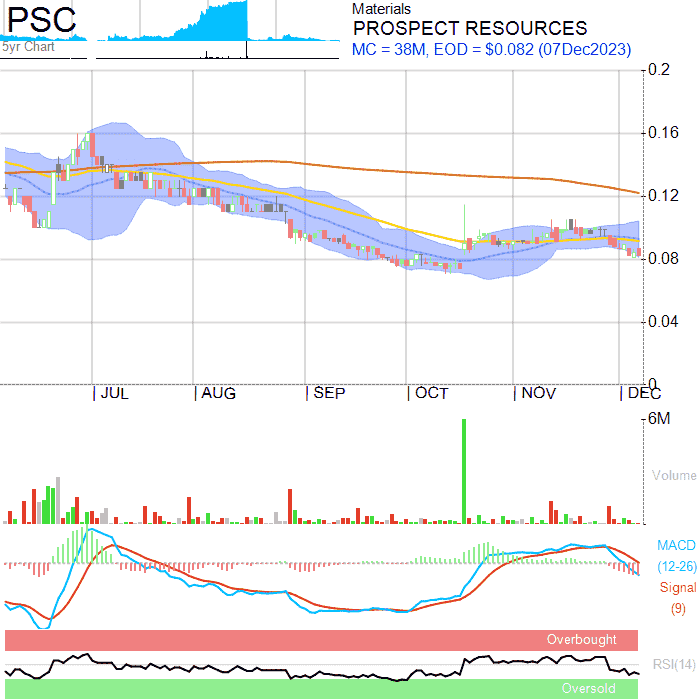 PSC
5yr Chart
Materials
PROSPECT RESOURCES
MC = 38M, EOD = $0.082 (07Dec2023)
0.2
0.16
0.12
0.08
0.04
0
JUL AUG SEP OCT NOV DEC
6M
Volume
MACD
(12-26)
Signal
(9)
Overbought
RSI(14)
Oversold